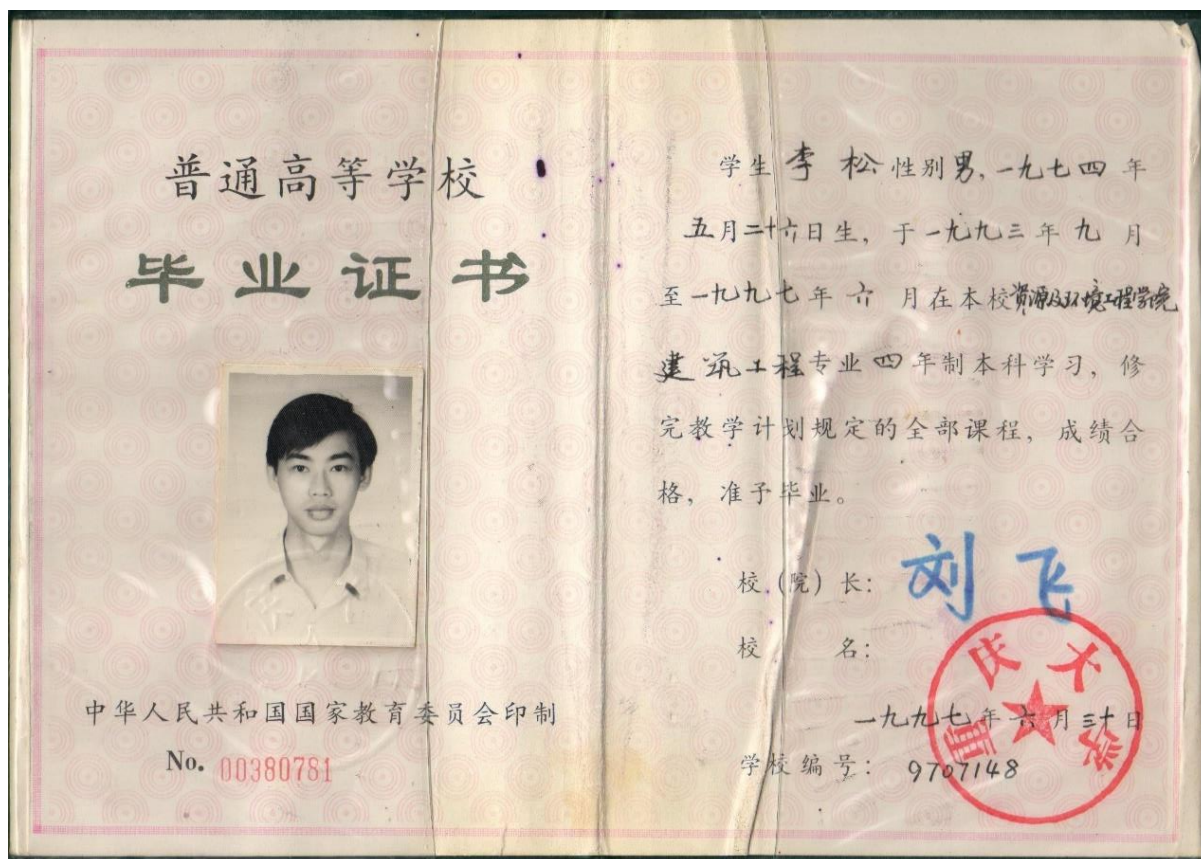 普通高等学校
毕业证书
中华人民共和国国家教育委员会印制
No. 00380781
学生李松性别男，一九七四年
五月二十六日生，于一九九三年九月
至一九九七年六月在本校资源及环境工程学院
建筑工程专业四年制本科学习，修
完教学计划规定的全部课程，成绩合
格，准予毕业。
校（院）长：刘飞
校名：
重庆大学
一九九七年六月三十日
学校编号：9707148